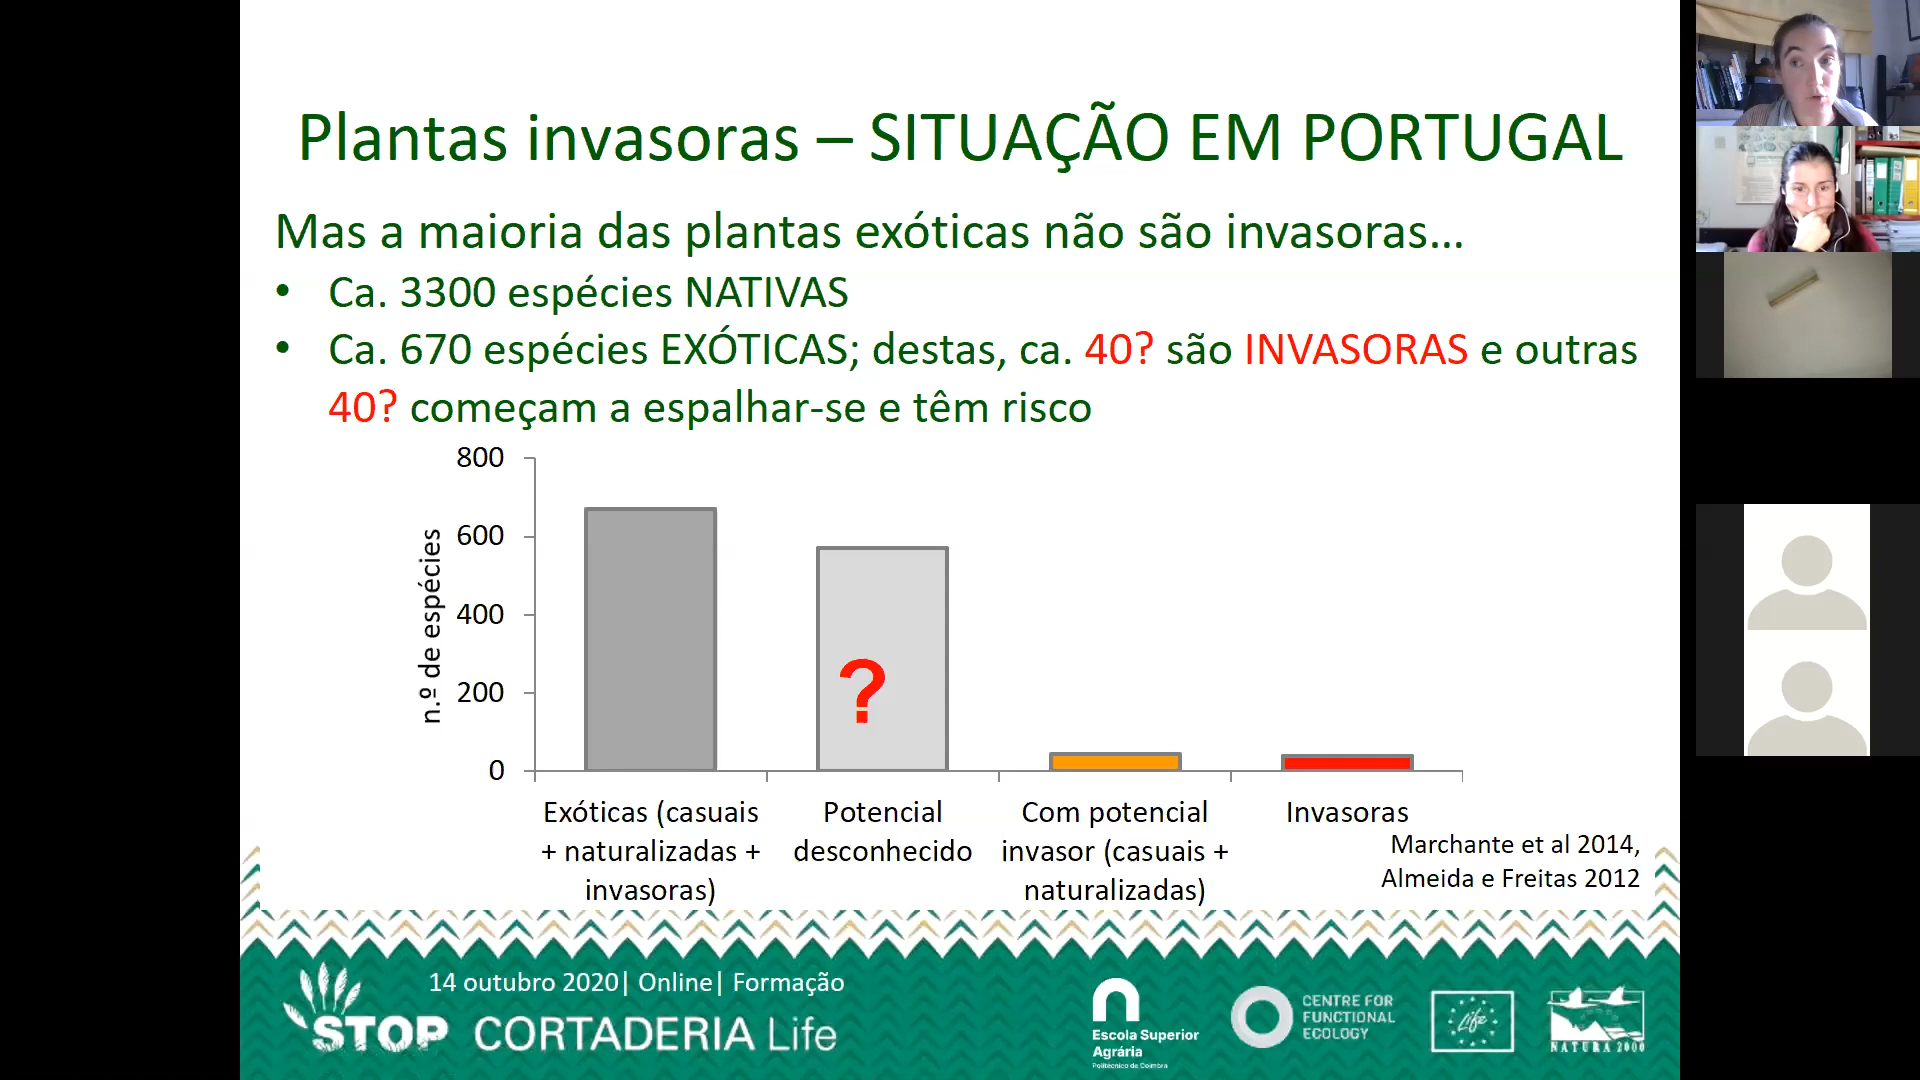 Plantas invasoras – SITUAÇÃO EM PORTUGAL
Mas a maioria das plantas exóticas não são invasoras...
• Ca. 3300 espécies NATIVAS
• Ca. 670 espécies EXÓTICAS; destas, ca. 40? são INVASORAS e outras
40? começam a espalhar-se e têm risco
n.º de espécies
800
600
400
200
0
?
Exóticas (casuais
+ naturalizadas +
invasoras)
Potencial
desconhecido
Com potencial
invasor (casuais +
naturalizadas)
Invasoras
Marchante et al 2014,
Almeida e Freitas 2012
14 outubro 2020| Online| Formação
STOP CORTADERIA Life
Escola Superior
Agrária
Politécnico de Coimbra
CENTRE FOR
FUNCTIONAL
ECOLOGY
Life
NATURA 2000